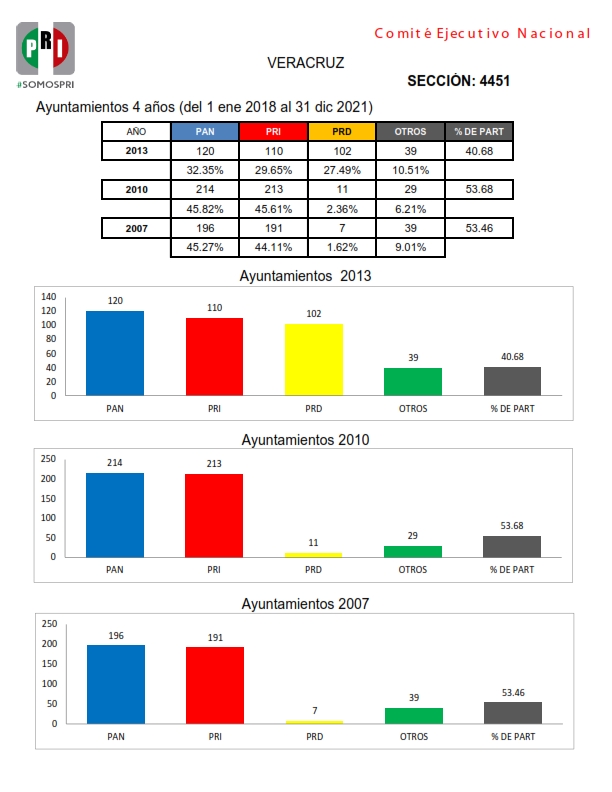 Comité Ejecutivo Nacional
PRI
#SOMOSPRI
VERACRUZ
SECCIÓN: 4451
Ayuntamientos 4 años (del 1 ene 2018 al 31 dic 2021)
AÑO PAN PRI PRD OTROS % DE PART
2013 120 110 102 39 40.68
32.35% 29.65% 27.49% 10.51%
2010 214 213 11 29 53.68
45.82% 45.61% 2.36% 6.21%
2007 196 191 7 39 53.46
45.27% 44.11% 1.62% 9.01%
Ayuntamientos 2013
140
120
100
80
60
40
20
0
120 110 102 39 40.68
PAN PRI PRD OTROS % DE PART
Ayuntamientos 2010
250
200
150
100
50
0
214 213 11 29 53.68
PAN PRI PRD OTROS % DE PART
Ayuntamientos 2007
250
200
150
100
50
0
196 191 7 39 53.46
PAN PRI PRD OTROS % DE PART